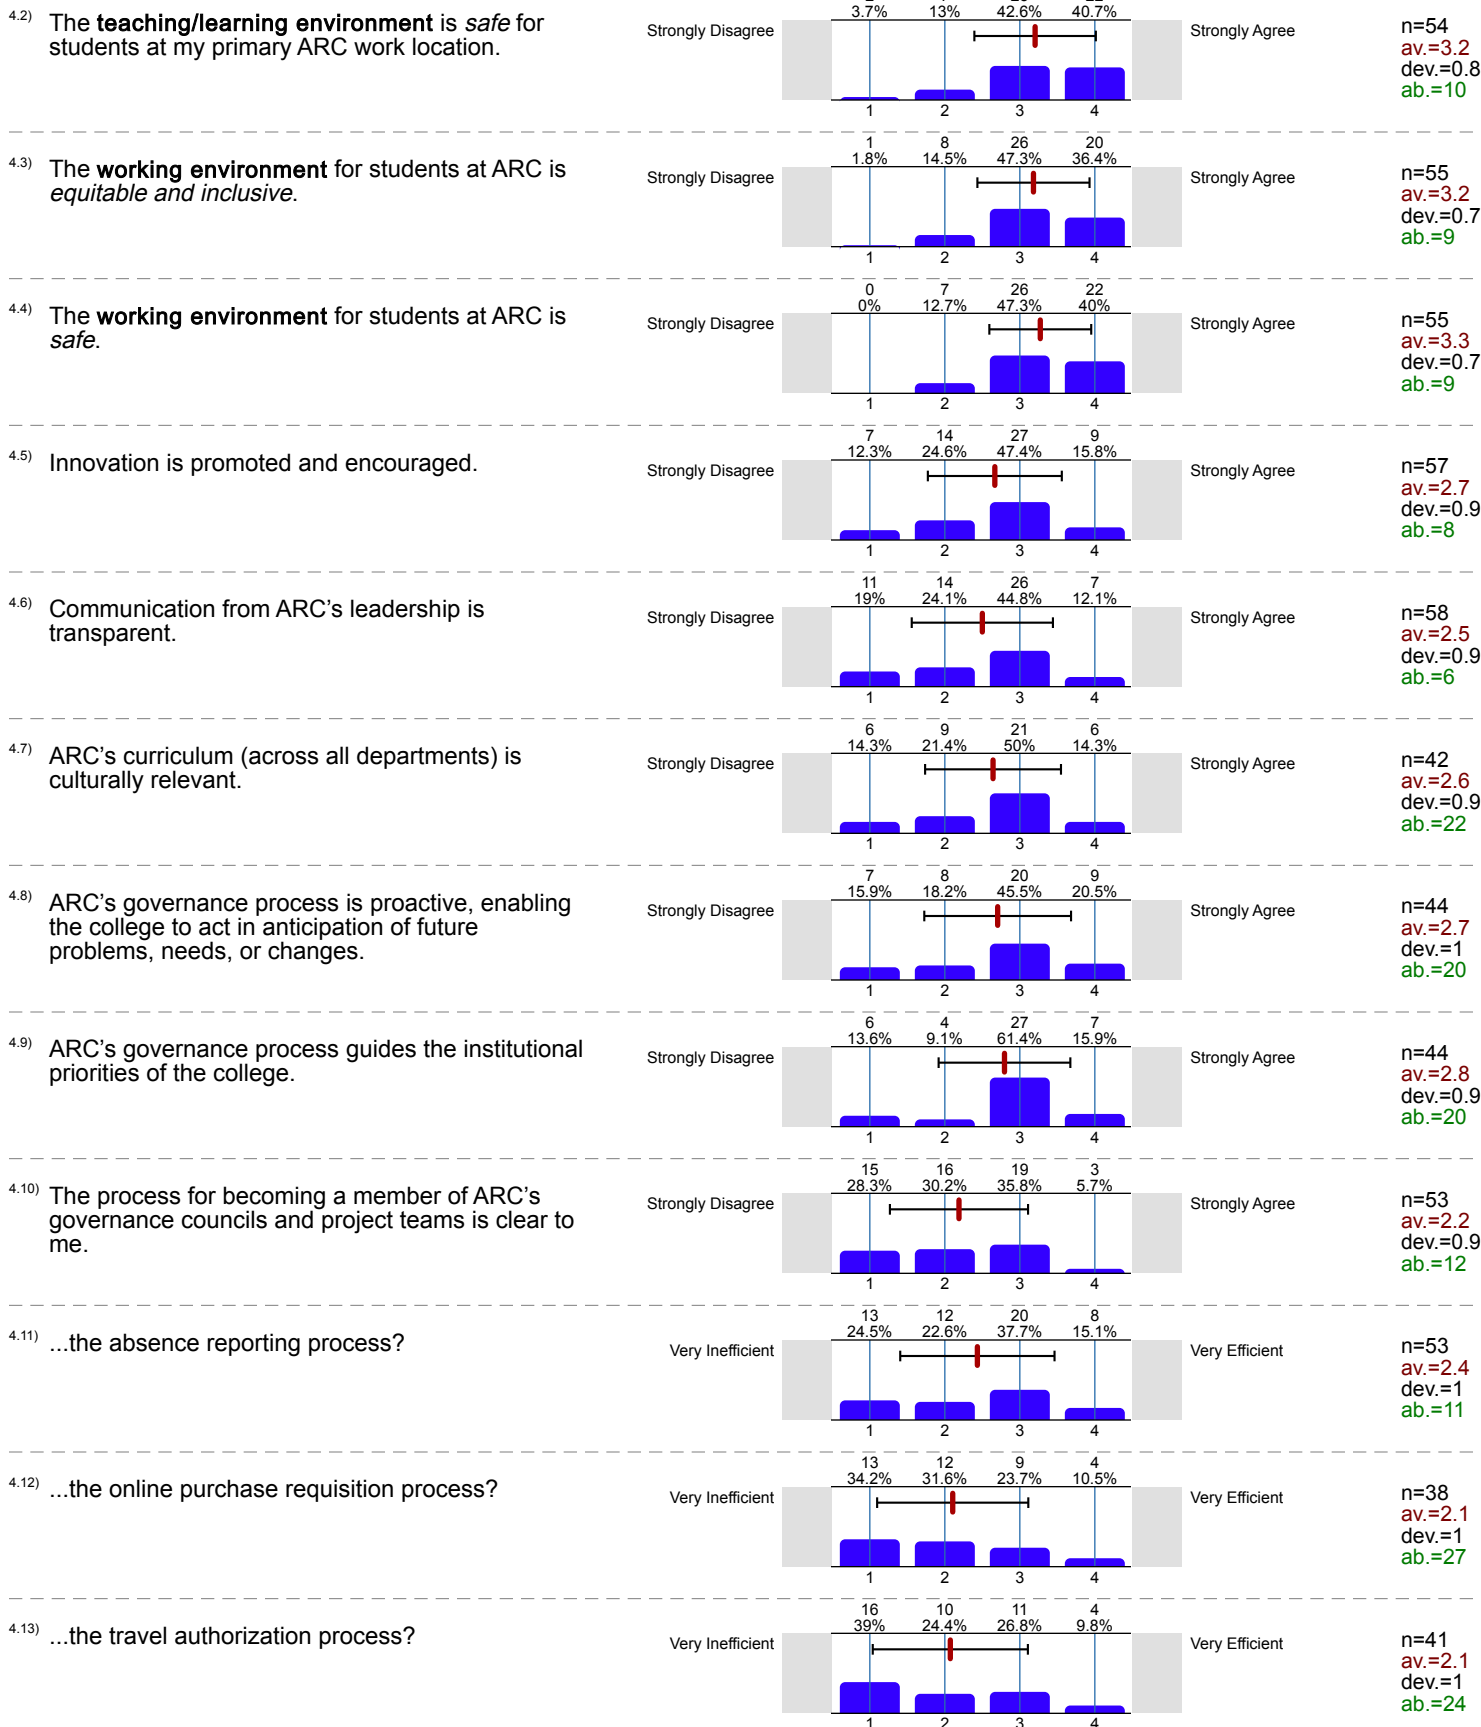 3.7% 13% 42.6% 40.7%
4.2) The teaching/learning environment is safe for
students at my primary ARC work location.
Strongly Disagree
Strongly Agree
n=54
av.=3.2
dev.=0.8
ab.=10
1 2 3 4
1 8 26 20
1.8% 14.5% 47.3% 36.4%
4.3) The working environment for students at ARC is
equitable and inclusive.
Strongly Disagree
Strongly Agree
n=55
av.=3.2
dev.=0.7
ab.=9
1 2 3 4
0 7 26 22
0% 12.7% 47.3% 40%
4.4) The working environment for students at ARC is
safe.
Strongly Disagree
Strongly Agree
n=55
av.=3.3
dev.=0.7
ab.=9
1 2 3 4
7 14 27 9
12.3% 24.6% 47.4% 15.8%
4.5) Innovation is promoted and encouraged.
Strongly Disagree
Strongly Agree
n=57
av.=2.7
dev.=0.9
ab.=8
1 2 3 4
11 14 26 7
19% 24.1% 44.8% 12.1%
4.6) Communication from ARC's leadership is
transparent.
Strongly Disagree
Strongly Agree
n=58
av.=2.5
dev.=0.9
ab.=6
1 2 3 4
6 9 21 6
14.3% 21.4% 50% 14.3%
4.7) ARC's curriculum (across all departments) is
culturally relevant.
Strongly Disagree
Strongly Agree
n=42
av.=2.6
dev.=0.9
ab.=22
1 2 3 4
7 8 20 9
15.9% 18.2% 45.5% 20.5%
4.8) ARC's governance process is proactive, enabling
the college to act in anticipation of future
problems, needs, or changes.
Strongly Disagree
Strongly Agree
n=44
av.=2.7
dev.=1
ab.=20
1 2 3 4
6 4 27 7
13.6% 9.1% 61.4% 15.9%
4.9) ARC's governance process guides the institutional
priorities of the college.
Strongly Disagree
Strongly Agree
n=44
av.=2.8
dev.=0.9
ab.=20
1 2 3 4
15 16 19 3
28.3% 30.2% 35.8% 5.7%
4.10) The process for becoming a member of ARC's
governance councils and project teams is clear to
me.
Strongly Disagree
Strongly Agree
n=53
av.=2.2
dev.=0.9
ab.=12
1 2 3 4
13 12 20 8
24.5% 22.6% 37.7% 15.1%
4.11) ...the absence reporting process?
Very Inefficient
Very Efficient
n=53
av.=2.4
dev.=1
ab.=11
1 2 3 4
13 12 9 4
34.2% 31.6% 23.7% 10.5%
4.12) ...the online purchase requisition process?
Very Inefficient
Very Efficient
n=38
av.=2.1
dev.=1
ab.=27
1 2 3 4
16 10 11 4
39% 24.4% 26.8% 9.8%
4.13) ...the travel authorization process?
Very Inefficient
Very Efficient
n=41
av.=2.1
dev.=1
ab.=24
1 2 3 4